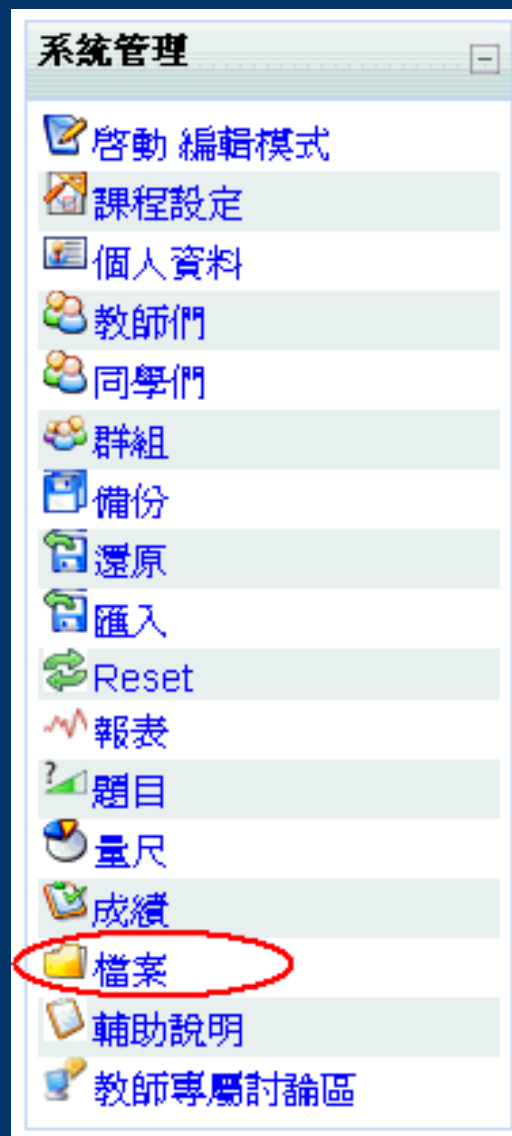 系統管理
啓動 編輯模式
課程設定
個人資料
教師們
同學們
群組
備份
還原
匯入
Reset
報表
題目
量尺
成績
檔案
輔助說明
教師專屬討論區